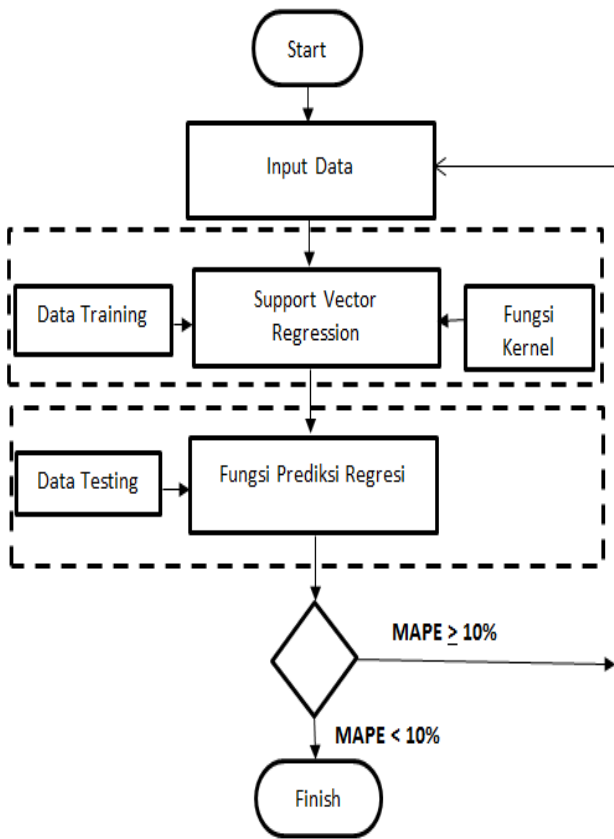 Start
Input Data
Data Training
Support Vector
Regression
Fungsi
Kernel
Data Testing
Fungsi Prediksi Regresi
MAPE ≥ 10%
MAPE < 10%
Finish